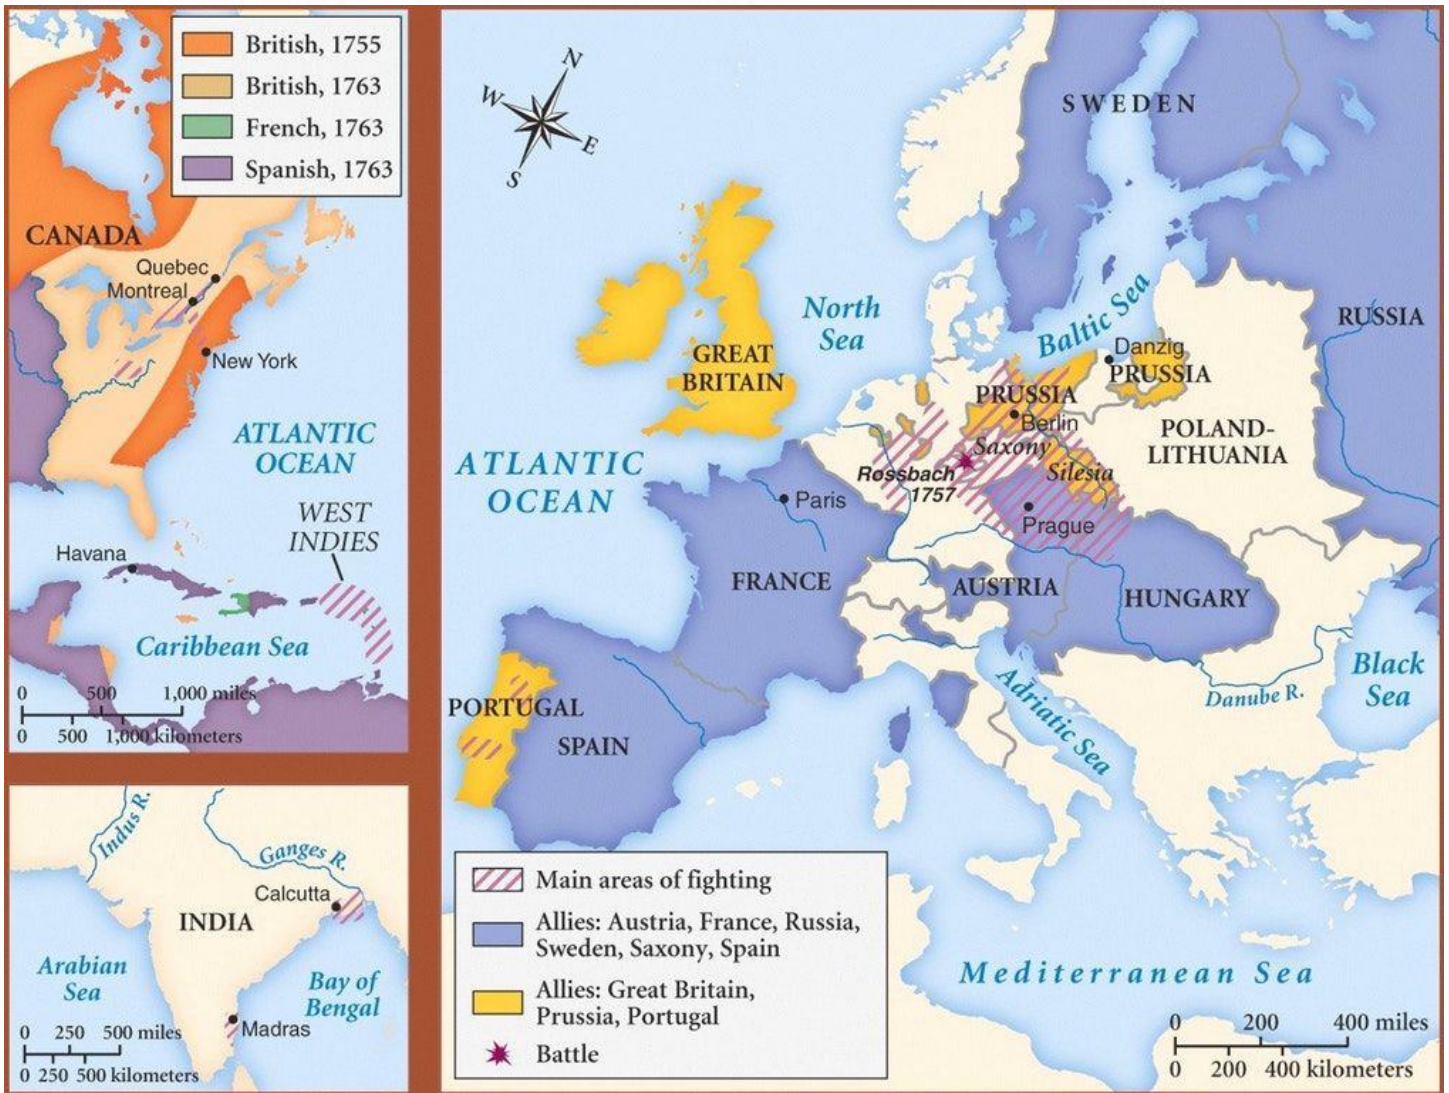 British, 1755
British, 1763
French, 1763
Spanish, 1763
CANADA
Quebec
Montreal
New York
ATLANTIC
OCEAN
WEST
INDIES
Havana
Caribbean Sea
0 500 1,000 miles
0 500 1,000 kilometers
Indus R.
Ganges R.
Calcutta
INDIA
Arabian
Sea
Bay of
Bengal
Madras
0 250 500 miles
0 250 500 kilometers
N
W
E
S
SWEDEN
North
Sea
Baltic Sea
RUSSIA
GREAT
BRITAIN
Danzig
PRUSSIA
PRUSSIA
Berlin
Saxony
POLAND-
LITHUANIA
Silesia
Rossbach
1757
ATLANTIC
OCEAN
Paris
Prague
FRANCE
AUSTRIA
HUNGARY
Black
Sea
Danube R.
Adriatic Sea
PORTUGAL
SPAIN
Mediterranean Sea
Main areas of fighting
Allies: Austria, France, Russia,
Sweden, Saxony, Spain
Allies: Great Britain,
Prussia, Portugal
Battle
0 200 400 miles
0 200 400 kilometers